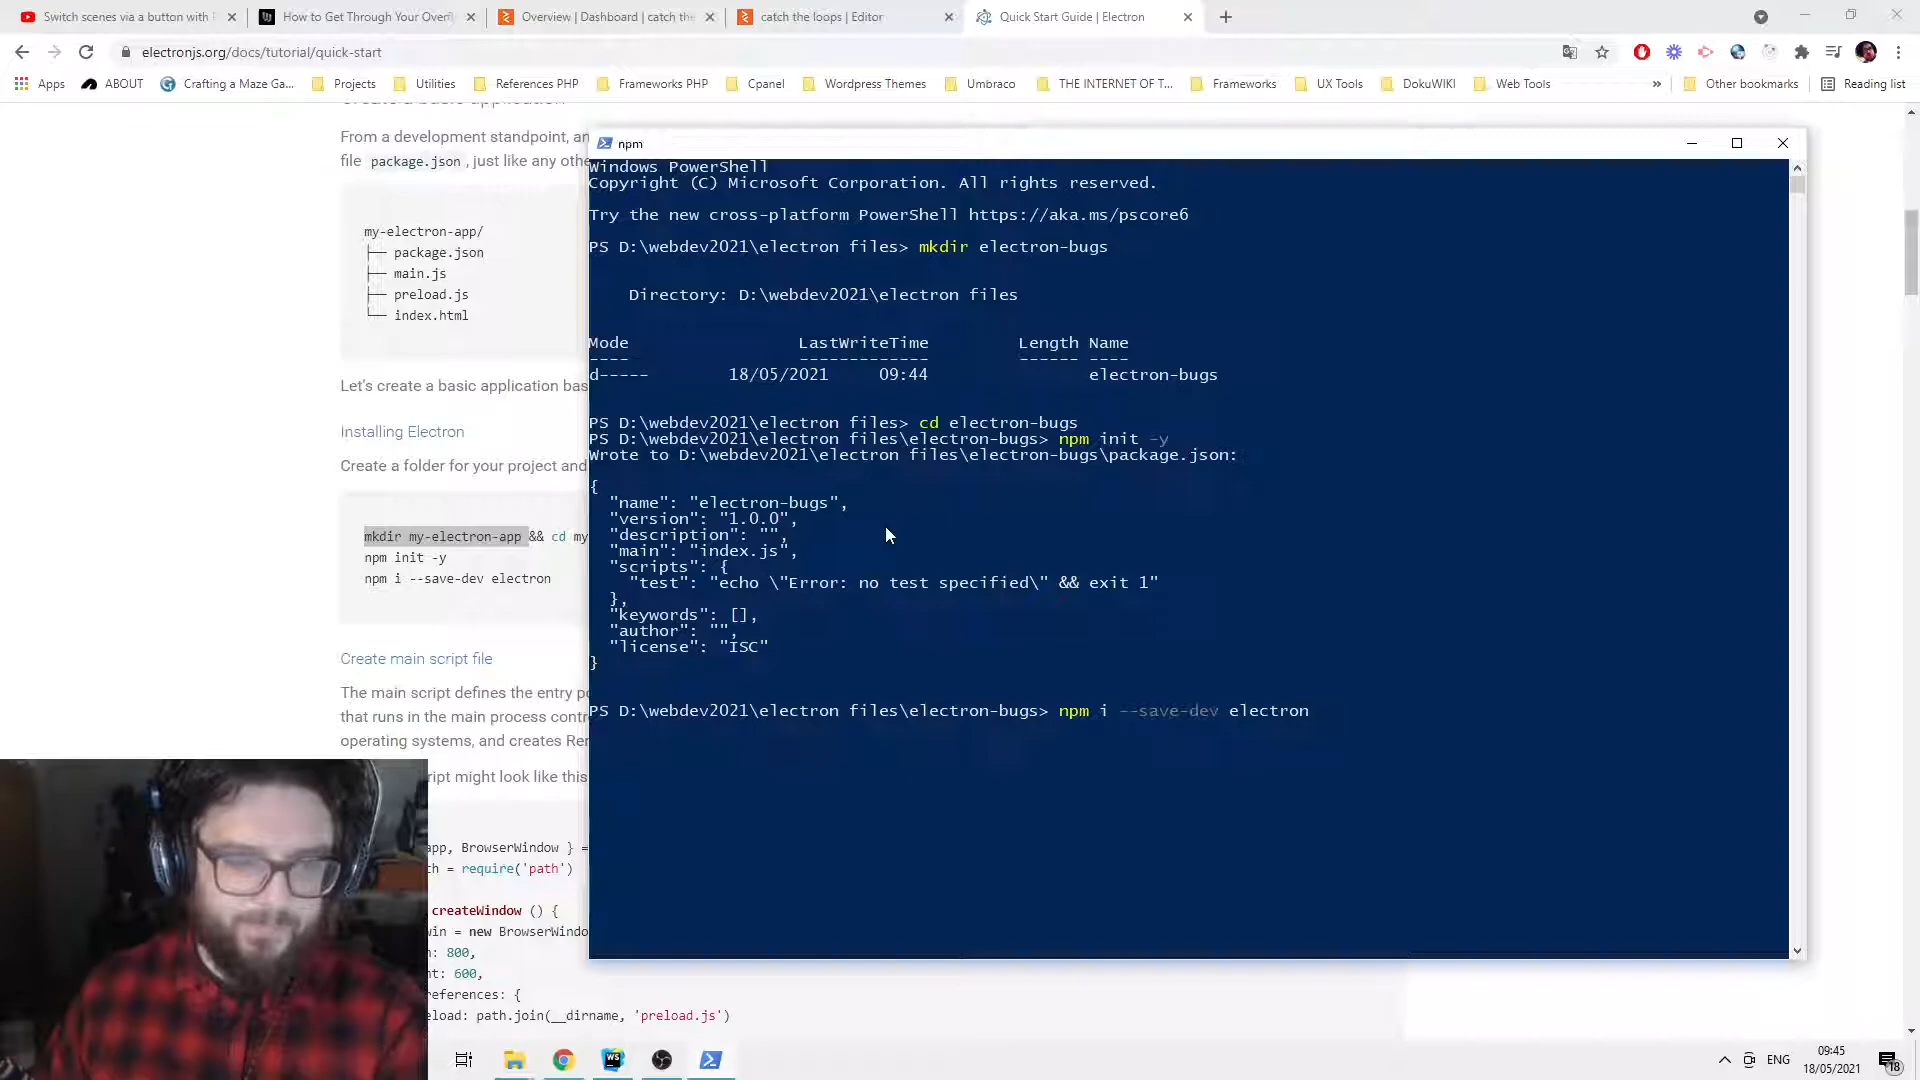 Switch scenes via a button with
How to Get Through Your Over
Overview | Dashboard | catch the
catch the loops | Editor
Quick Start Guide | Electron
electronjs.org/docs/tutorial/quick-start
Apps
ABOUT
Crafting a Maze Ga...
Projects
Utilities
References PHP
Frameworks PHP
Cpanel
Wordpress Themes
Umbraco
THE INTERNET OF T...
Frameworks
UX Tools
DokuWIKI
Web Tools
»
Other bookmarks
Reading list
Create a basic application
From a development standpoint, an
file package.json, just like any othe
my-electron-app/
├── package.json
├── main.js
├── preload.js
└── index.html
Let's create a basic application bas
Installing Electron
Create a folder for your project and
mkdir my-electron-app && cd my
npm init -y
npm i --save-dev electron
Create main script file
The main script defines the entry po
that runs in the main process contr
operating systems, and creates Re
ript might look like this
app, BrowserWindow } =
th = require('path')
createWindow () {
win = new BrowserWindo
h: 800,
ht: 600,
references: {
eload: path.join(__dirname, 'preload.js')
npm
Windows PowerShell
Copyright (C) Microsoft Corporation. All rights reserved.
Try the new cross-platform PowerShell https://aka.ms/pscore6
PS D:\webdev2021\electron files> mkdir electron-bugs
Directory: D:\webdev2021\electron files
Mode LastWriteTime Length Name
---- ------------- ------ ----
d----- 18/05/2021 09:44 electron-bugs
PS D:\webdev2021\electron files> cd electron-bugs
PS D:\webdev2021\electron files\electron-bugs> npm init -y
Wrote to D:\webdev2021\electron files\electron-bugs\package.json:
{
"name": "electron-bugs",
"version": "1.0.0",
"description": "",
"main": "index.js",
"scripts": {
"test": "echo \"Error: no test specified\" && exit 1"
},
"keywords": [],
"author": "",
"license": "ISC"
}
PS D:\webdev2021\electron files\electron-bugs> npm i --save-dev electron
WS
ENG
09:45
18/05/2021
18